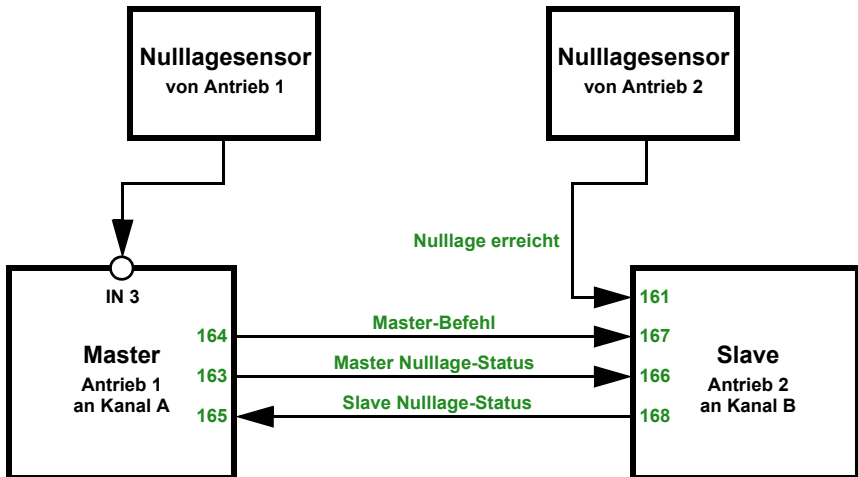 Nulllagesensor
von Antrieb 1
Nulllagesensor
von Antrieb 2
Nulllage erreicht
IN 3
161
164
Master-Befehl
167
Master
Antrieb 1
an Kanal A
163
Master Nulllage-Status
166
Slave
Antrieb 2
an Kanal B
165
Slave Nulllage-Status
168